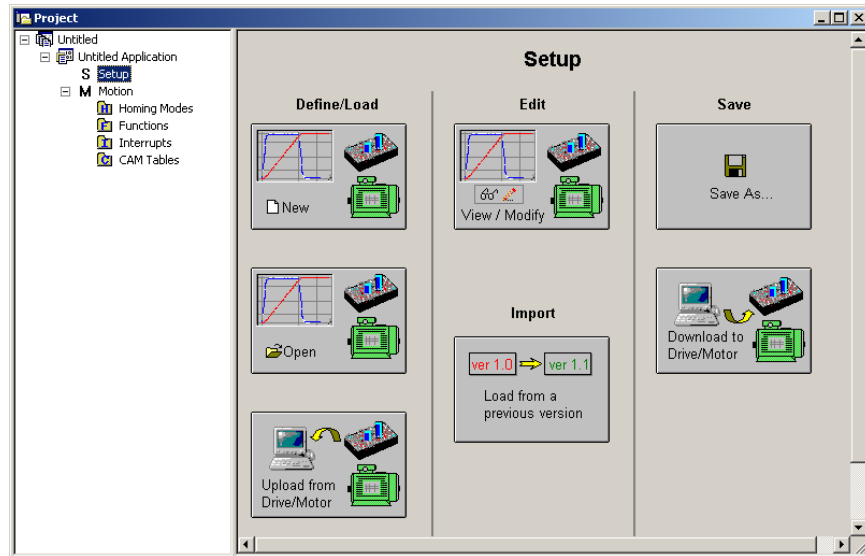 Project
Untitled
Untitled Application
S Setup
M Motion
H Homing Modes
F Functions
I Interrupts
C CAM Tables
Setup
Define/Load
New
Open
Upload from
Drive/Motor
Edit
View / Modify
Import
ver 1.0 ver 1.1
Load from a
previous version
Save
Save As...
Download to
Drive/Motor